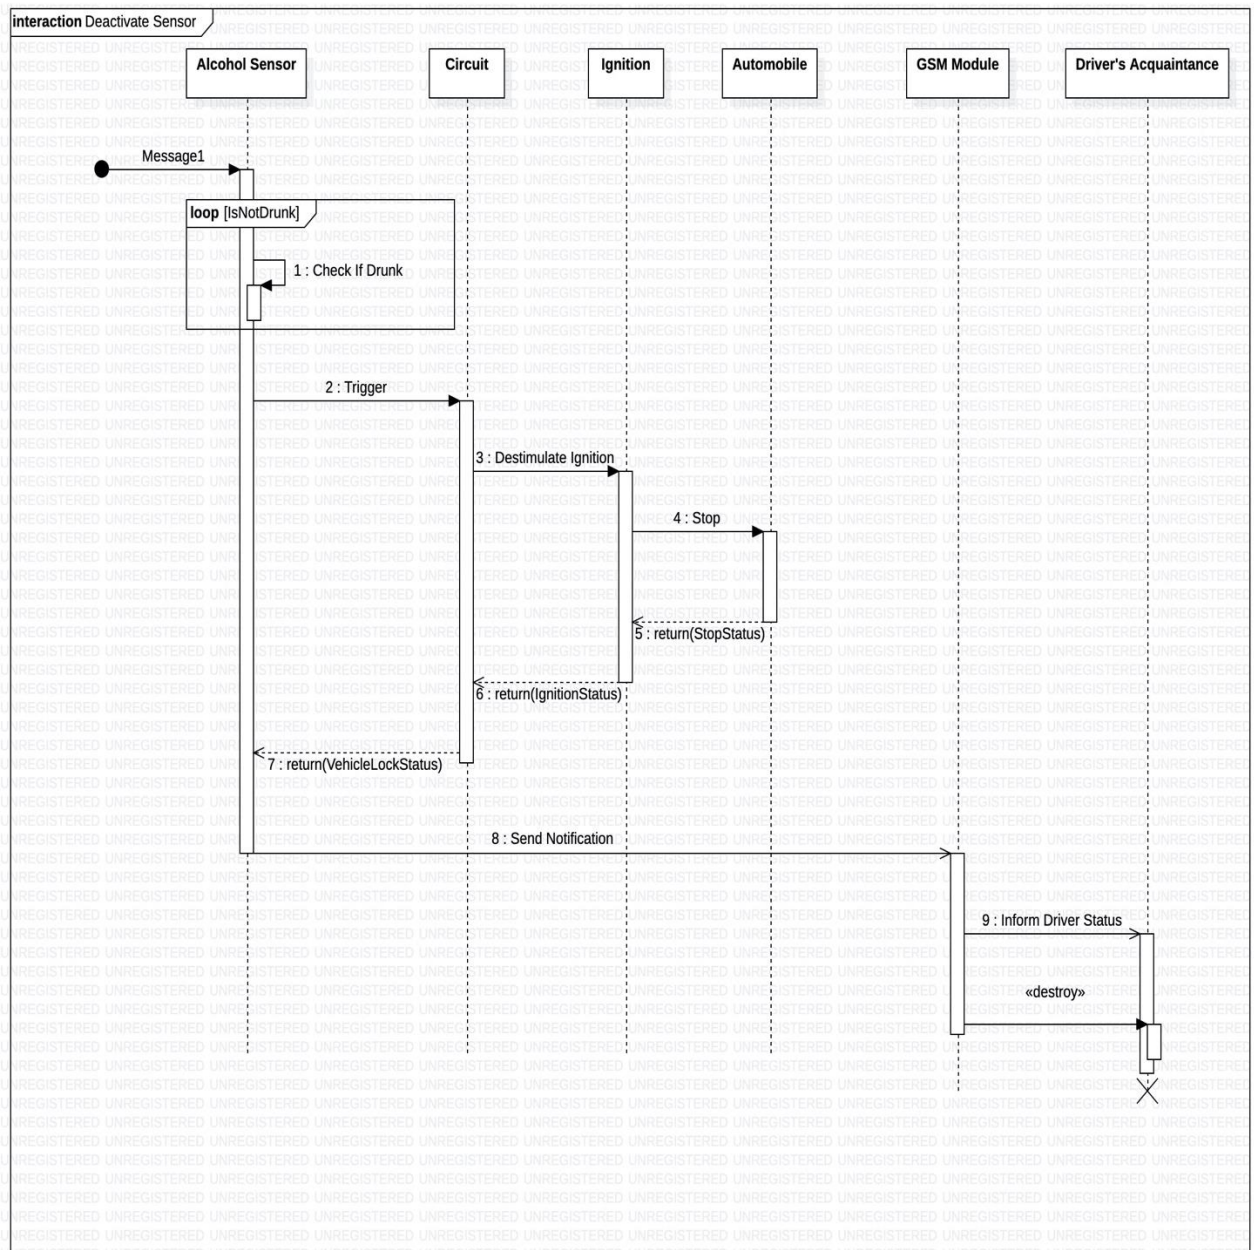 interaction Deactivate Sensor
Alcohol Sensor
Circuit
Ignition
Automobile
GSM Module
Driver's Acquaintance
Message1
loop [IsNotDrunk]
1 : Check If Drunk
2 : Trigger
3 : Destimulate Ignition
4 : Stop
5 : return(StopStatus)
6 : return(IgnitionStatus)
7 : return(VehicleLockStatus)
8 : Send Notification
9 : Inform Driver Status
«destroy»
UNREGISTERED